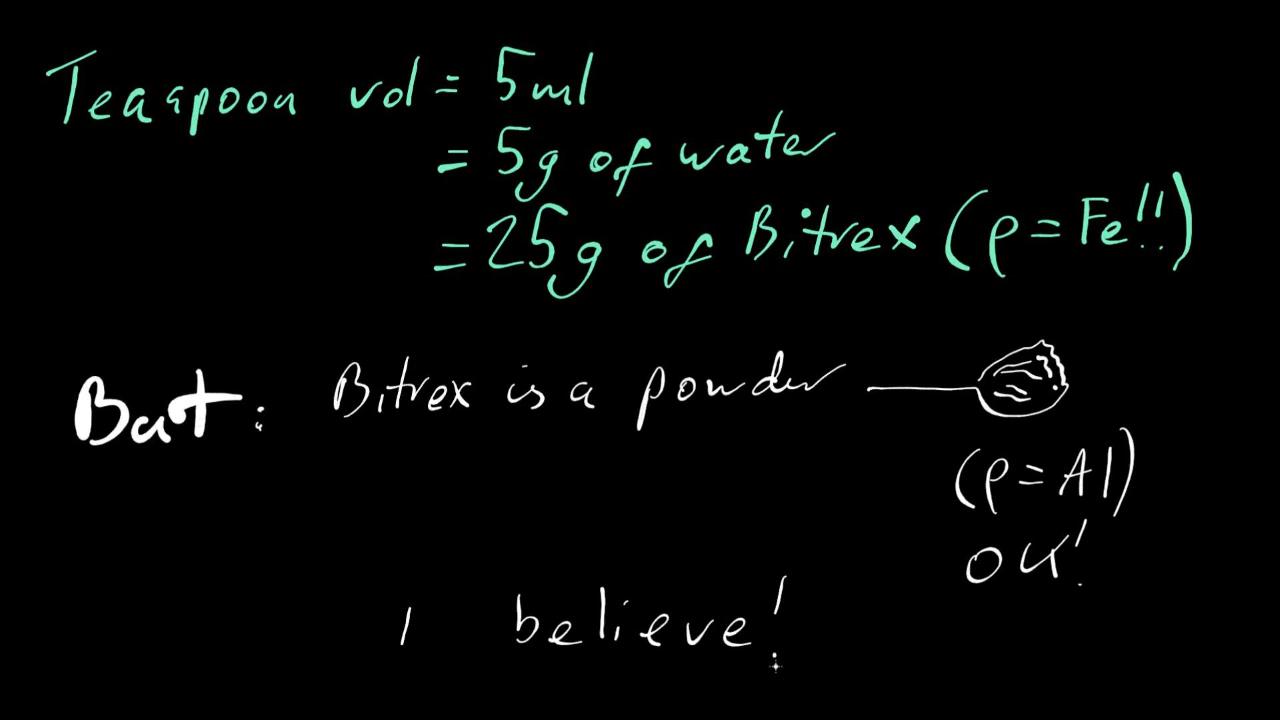 Teaspoon vol = 5ml
= 5g of water
= 25g of Bitrex (ρ = Fe!!)
But: Bitrex is a powder
(ρ = Al)
OK!
I believe!